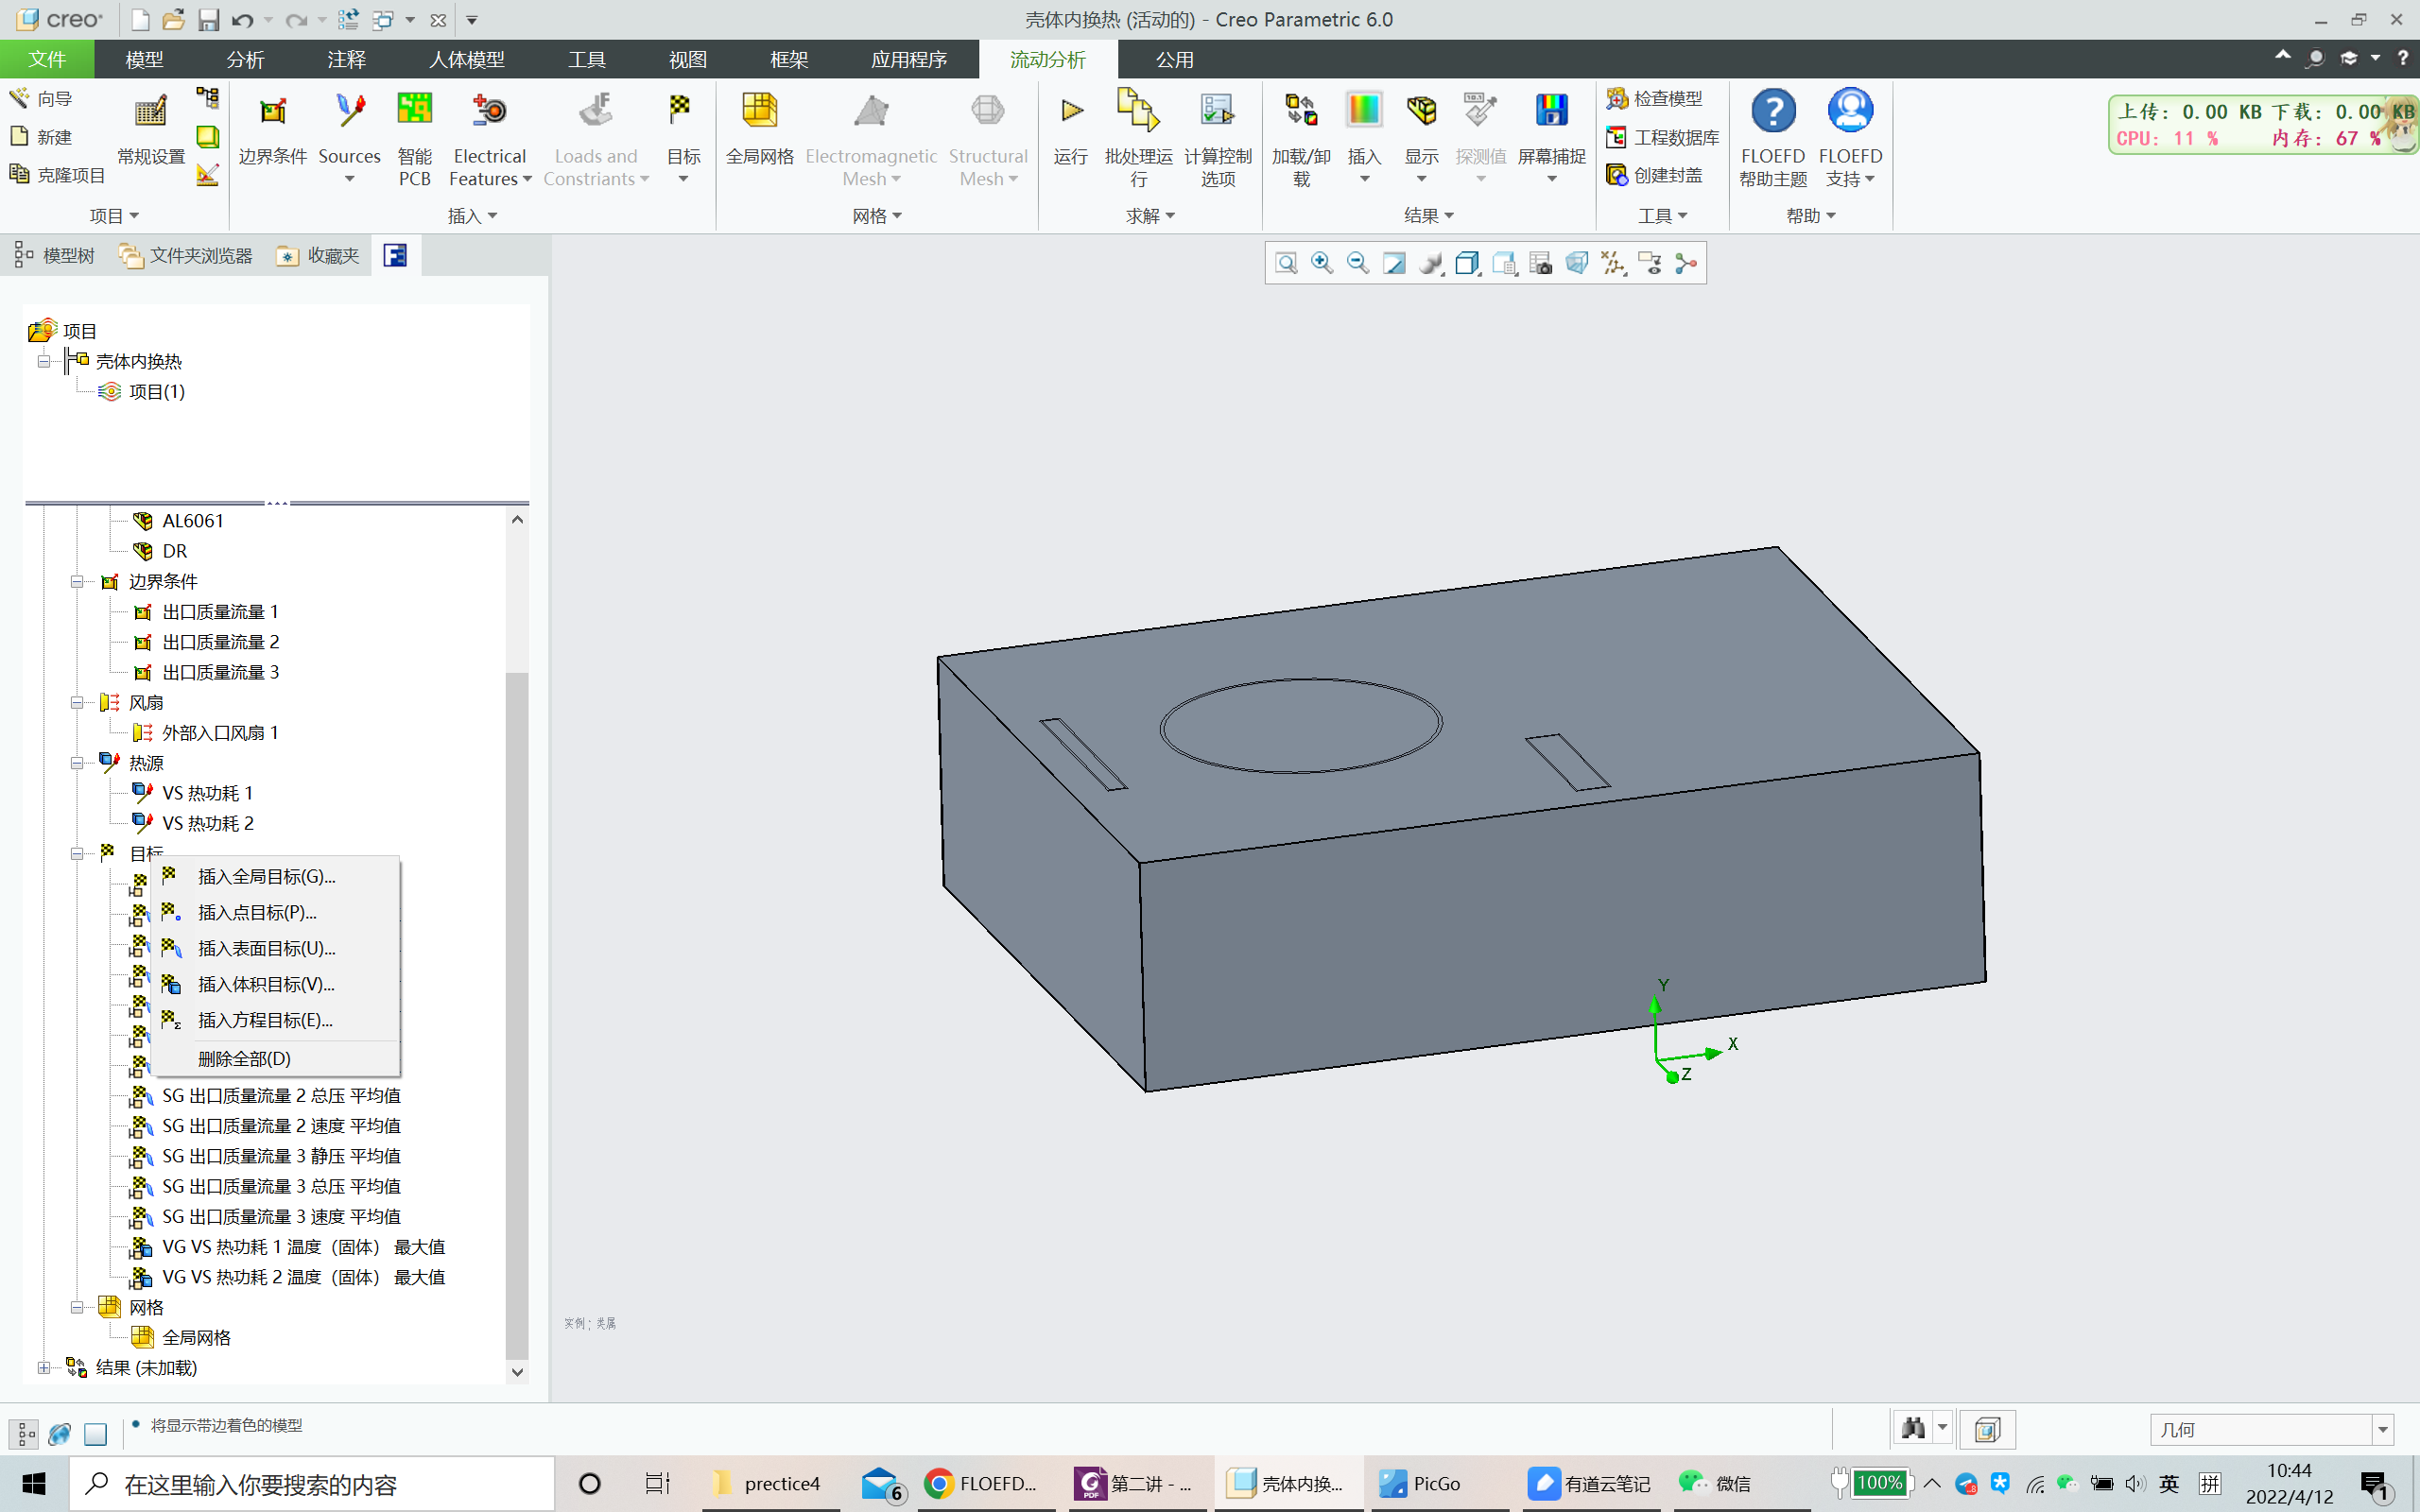 creo
壳体内换热 (活动的) - Creo Parametric 6.0
文件 模型 分析 注释 人体模型 工具 视图 框架 应用程序 流动分析 公用
向导
新建
克隆项目
常规设置
项目
边界条件
Sources
智能
PCB
Electrical
Features
Loads and
Constraints
目标
插入
全局网格
Electromagnetic
Mesh
Structural
Mesh
网格
运行
批处理运
行
计算控制
选项
求解
加载/卸
载
插入
显示
探测值
屏幕捕捉
结果
检查模型
工程数据库
创建封盖
工具
FLOEFD
帮助主题
FLOEFD
支持
帮助
上传: 0.00 KB 下载: 0.00 KB
CPU: 11 % 内存: 67 %
模型树 文件夹浏览器 收藏夹
项目
壳体内换热
项目(1)
AL6061
DR
边界条件
出口质量流量 1
出口质量流量 2
出口质量流量 3
风扇
外部入口风扇 1
热源
VS 热功耗 1
VS 热功耗 2
目标
插入全局目标(G)...
插入点目标(P)...
插入表面目标(U)...
插入体积目标(V)...
插入方程目标(E)...
删除全部(D)
SG 出口质量流量 2 总压 平均值
SG 出口质量流量 2 速度 平均值
SG 出口质量流量 3 静压 平均值
SG 出口质量流量 3 总压 平均值
SG 出口质量流量 3 速度 平均值
VG VS 热功耗 1 温度（固体） 最大值
VG VS 热功耗 2 温度（固体） 最大值
网格
全局网格
结果 (未加载)
Y
X
Z
实例：类属
将显示带边着色的模型
几何
在这里输入你要搜索的内容
prectice4
6
FLOEFD...
第二讲 - ...
壳体内换...
PicGo
有道云笔记
微信
100%
英
拼
10:44
2022/4/12
1